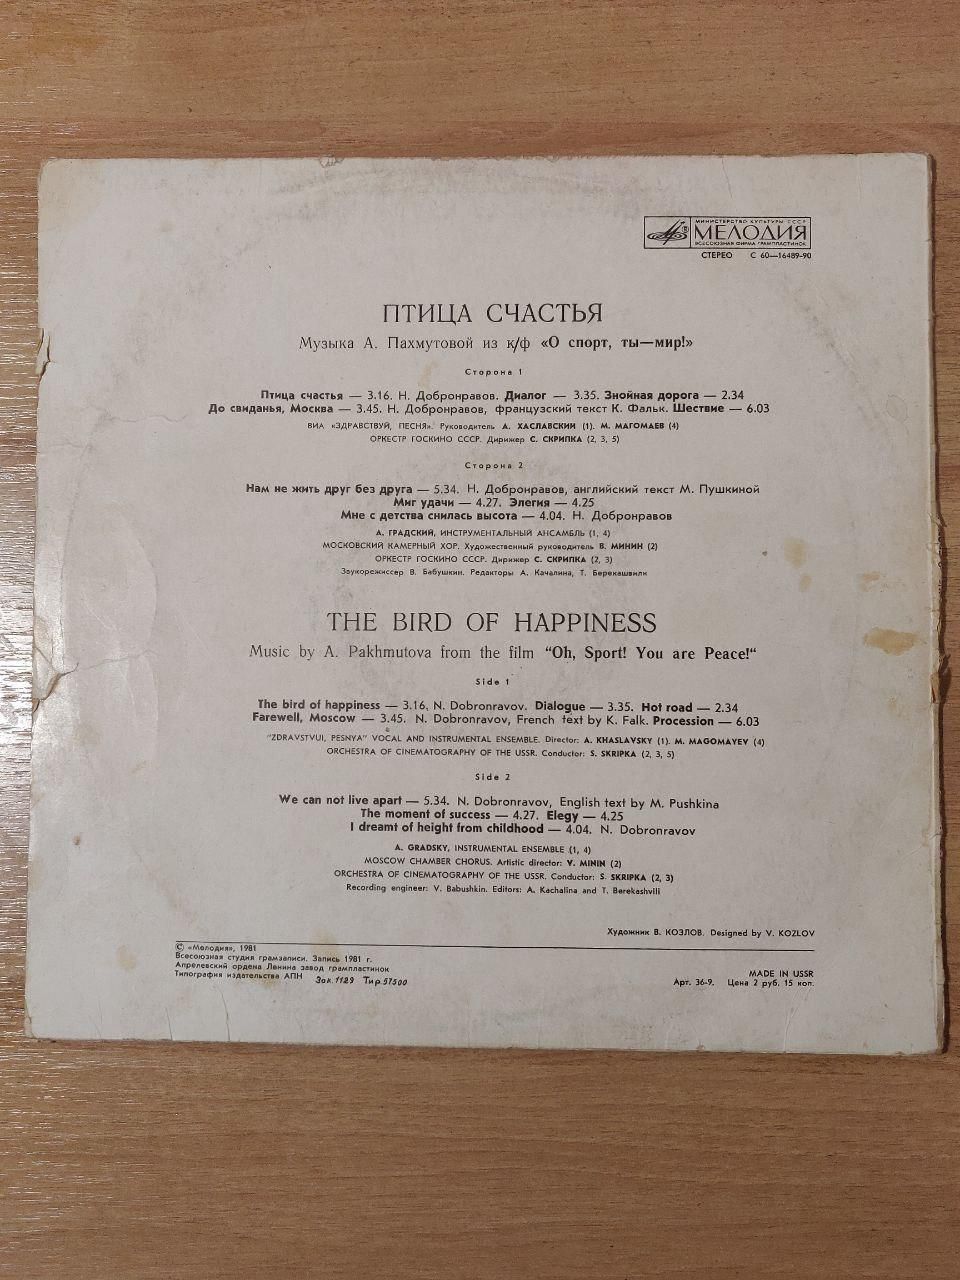 МИНИСТЕРСТВО КУЛЬТУРЫ СССР
МЕЛОДИЯ
ВСЕСОЮЗНАЯ ФИРМА ГРАМПЛАСТИНОК
СТЕРЕО С 60—16489-90
ПТИЦА СЧАСТЬЯ
Музыка А. Пахмутовой из к/ф «О спорт, ты—мир!»
Сторона 1
Птица счастья — 3.16. Н. Добронравов. Диалог — 3.35. Знойная дорога — 2.34
До свиданья, Москва — 3.45. Н. Добронравов, французский текст К. Фальк. Шествие — 6.03
ВИА «ЗДРАВСТВУЙ, ПЕСНЯ». Руководитель А. ХАСЛАВСКИЙ (1). М. МАГОМАЕВ (4)
ОРКЕСТР ГОСКИНО СССР. Дирижер С. СКРИПКА (2, 3, 5)
Сторона 2
Нам не жить друг без друга — 5.34. Н. Добронравов, английский текст М. Пушкиной
Миг удачи — 4.27. Элегия — 4.25
Мне с детства снилась высота — 4.04. Н. Добронравов
А. ГРАДСКИЙ, ИНСТРУМЕНТАЛЬНЫЙ АНСАМБЛЬ (1, 4)
МОСКОВСКИЙ КАМЕРНЫЙ ХОР. Художественный руководитель В. МИНИН (2)
ОРКЕСТР ГОСКИНО СССР. Дирижер С. СКРИПКА (2, 3)
Звукорежиссер В. Бабушкин. Редакторы А. Качалина, Т. Берекашвили
THE BIRD OF HAPPINESS
Music by A. Pakhmutova from the film "Oh, Sport! You are Peace!"
Side 1
The bird of happiness — 3.16. N. Dobronravov. Dialogue — 3.35. Hot road — 2.34
Farewell, Moscow — 3.45. N. Dobronravov, French text by K. Falk. Procession — 6.03
"ZDRAVSTVUI, PESNYA" VOCAL AND INSTRUMENTAL ENSEMBLE. Director: A. KHASLAVSKY (1). M. MAGOMAYEV (4)
ORCHESTRA OF CINEMATOGRAPHY OF THE USSR. Conductor: S. SKRIPKA (2, 3, 5)
Side 2
We can not live apart — 5.34. N. Dobronravov, English text by M. Pushkina
The moment of success — 4.27. Elegy — 4.25
I dreamt of height from childhood — 4.04. N. Dobronravov
A. GRADSKY, INSTRUMENTAL ENSEMBLE (1, 4)
MOSCOW CHAMBER CHORUS. Artistic director: V. MININ (2)
ORCHESTRA OF CINEMATOGRAPHY OF THE USSR. Conductor: S. SKRIPKA (2, 3)
Recording engineer: V. Babushkin. Editors: A. Kachalina and T. Berekashvili
Художник В. КОЗЛОВ. Designed by V. KOZLOV
© «Мелодия», 1981
Всесоюзная студия грамзаписи. Запись 1981 г.
Апрелевский ордена Ленина завод грампластинок
Типография издательства АПН Зак. 1129 Тир. 57500
MADE IN USSR
Арт. 36-9. Цена 2 руб. 15 коп.